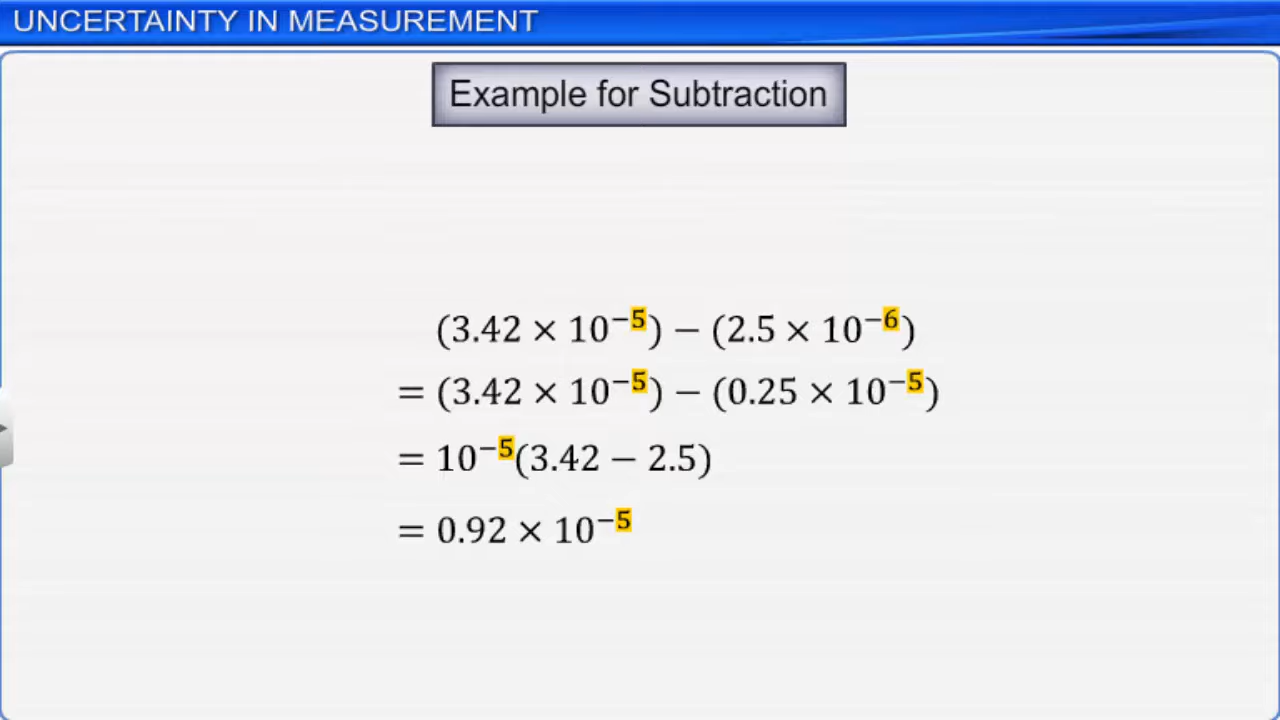 UNCERTAINTY IN MEASUREMENT
Example for Subtraction
(3.42 × 10⁻⁵) − (2.5 × 10⁻⁶)
= (3.42 × 10⁻⁵) − (0.25 × 10⁻⁵)
= 10⁻⁵(3.42 − 2.5)
= 0.92 × 10⁻⁵